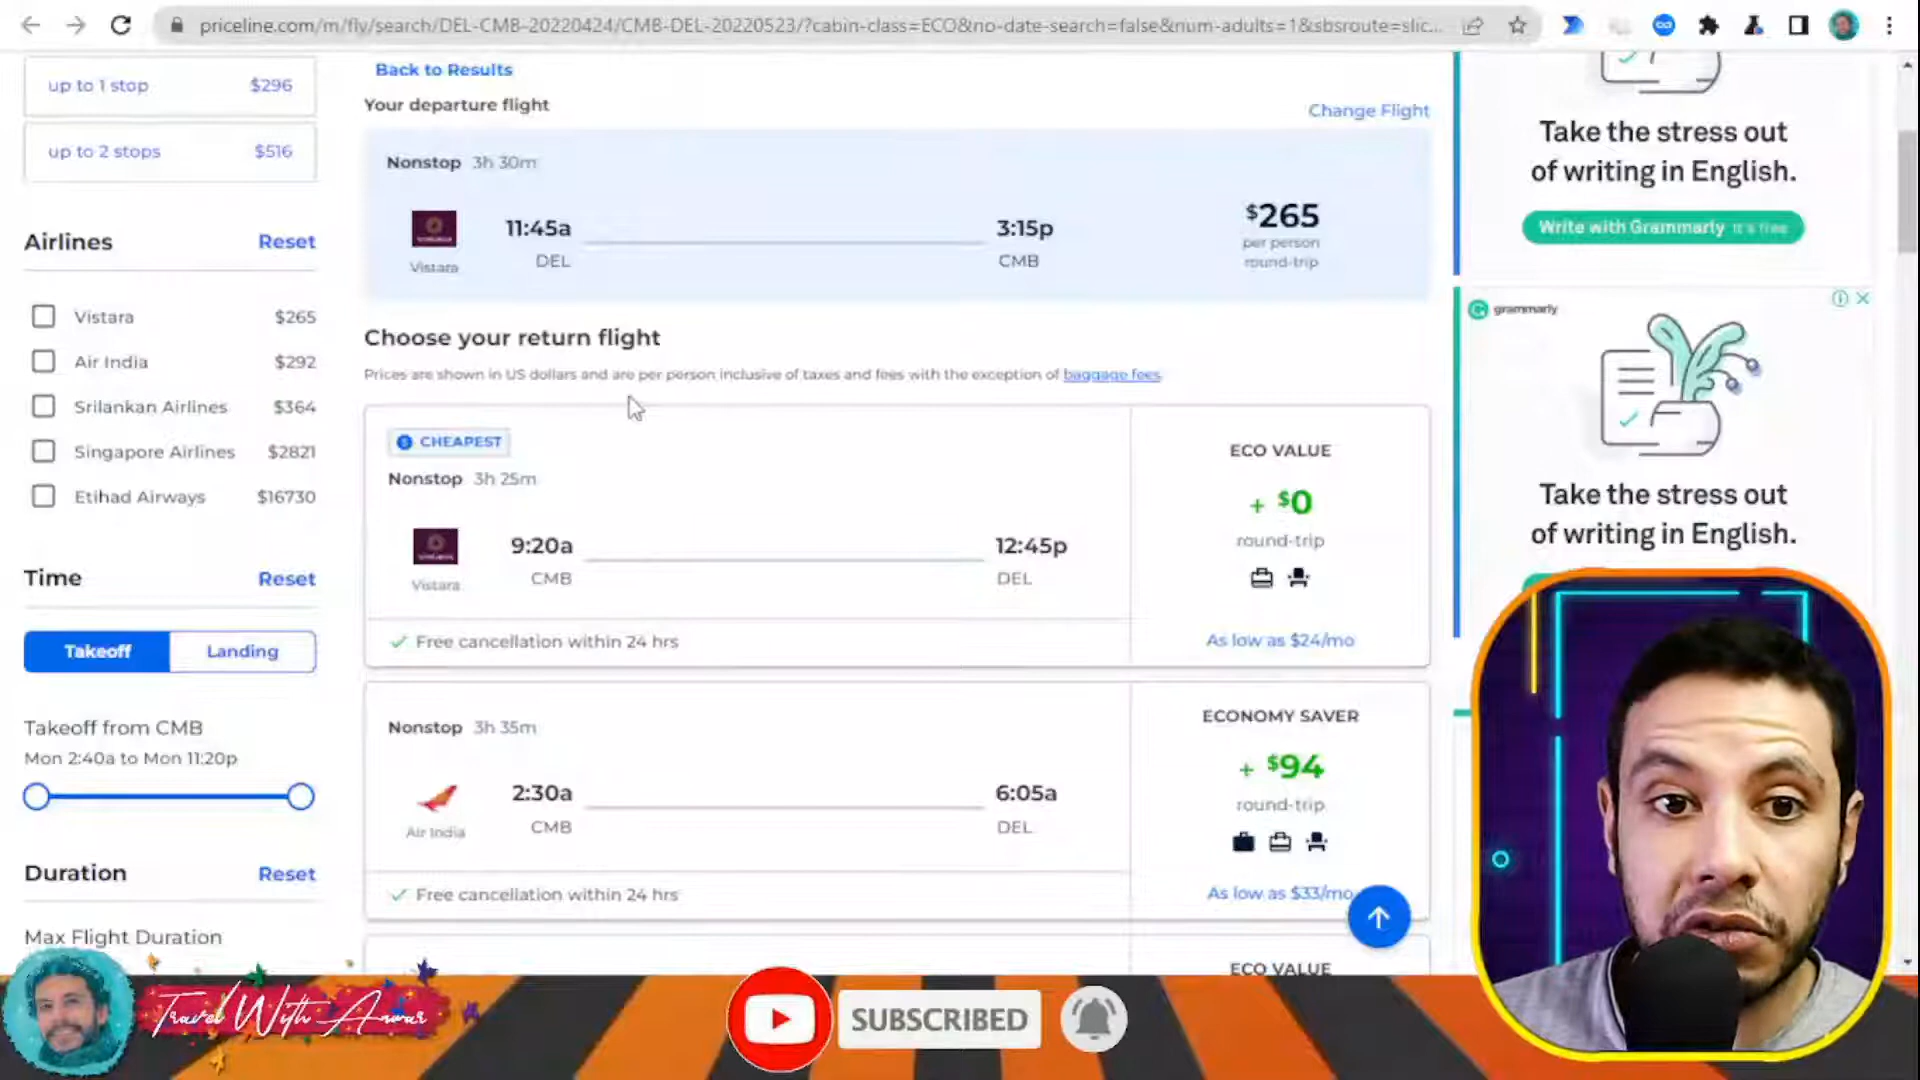 priceline.com/m/fly/search/DEL-CMB-20220424/CMB-DEL-20220523/?cabin-class=ECO&no-date-search=false&num-adults=1&sbsroute=slic...
up to 1 stop $296
up to 2 stops $516
Airlines Reset
Vistara $265
Air India $292
Srilankan Airlines $364
Singapore Airlines $2821
Etihad Airways $16730
Time Reset
Takeoff Landing
Takeoff from CMB
Mon 2:40a to Mon 11:20p
Duration Reset
Max Flight Duration
Back to Results
Your departure flight
Change Flight
Nonstop 3h 30m
11:45a 3:15p $265
DEL CMB per person
Vistara round-trip
Choose your return flight
Prices are shown in US dollars and are per person inclusive of taxes and fees with the exception of baggage fees.
CHEAPEST
Nonstop 3h 25m
9:20a 12:45p
CMB DEL
Vistara
Free cancellation within 24 hrs
ECO VALUE
+ $0
round-trip
As low as $24/mo
Nonstop 3h 35m
2:30a 6:05a
CMB DEL
Air India
Free cancellation within 24 hrs
ECONOMY SAVER
+ $94
round-trip
As low as $33/mo
ECO VALUE
Take the stress out
of writing in English.
Write with Grammarly It's free
grammarly
Take the stress out
of writing in English.
Travel With Anwar
SUBSCRIBED